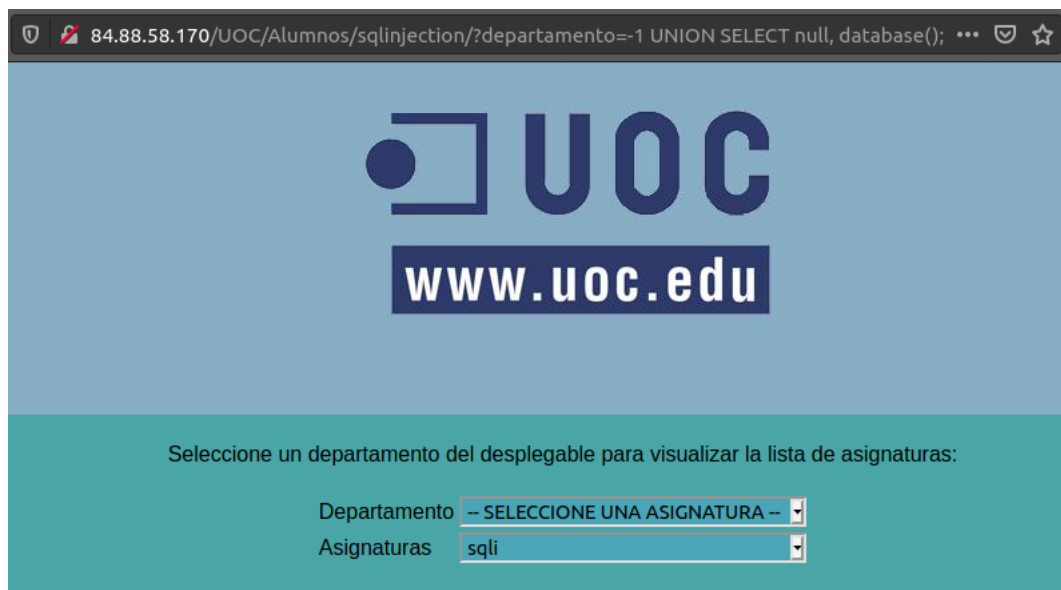 84.88.58.170/UOC/Alumnos/sqlinjection/?departamento=-1 UNION SELECT null, database();
UOC
www.uoc.edu
Seleccione un departamento del desplegable para visualizar la lista de asignaturas:
Departamento -- SELECCIONE UNA ASIGNATURA --
Asignaturas sqli